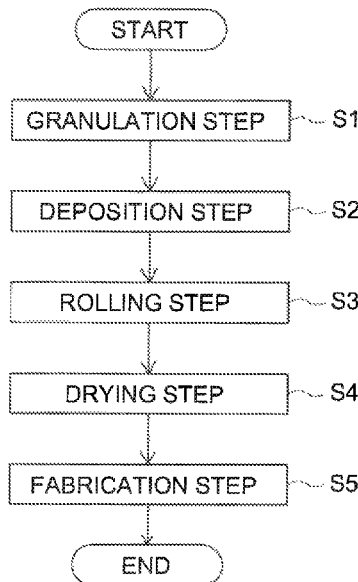 START
GRANULATION STEP S1
DEPOSITION STEP S2
ROLLING STEP S3
DRYING STEP S4
FABRICATION STEP S5
END